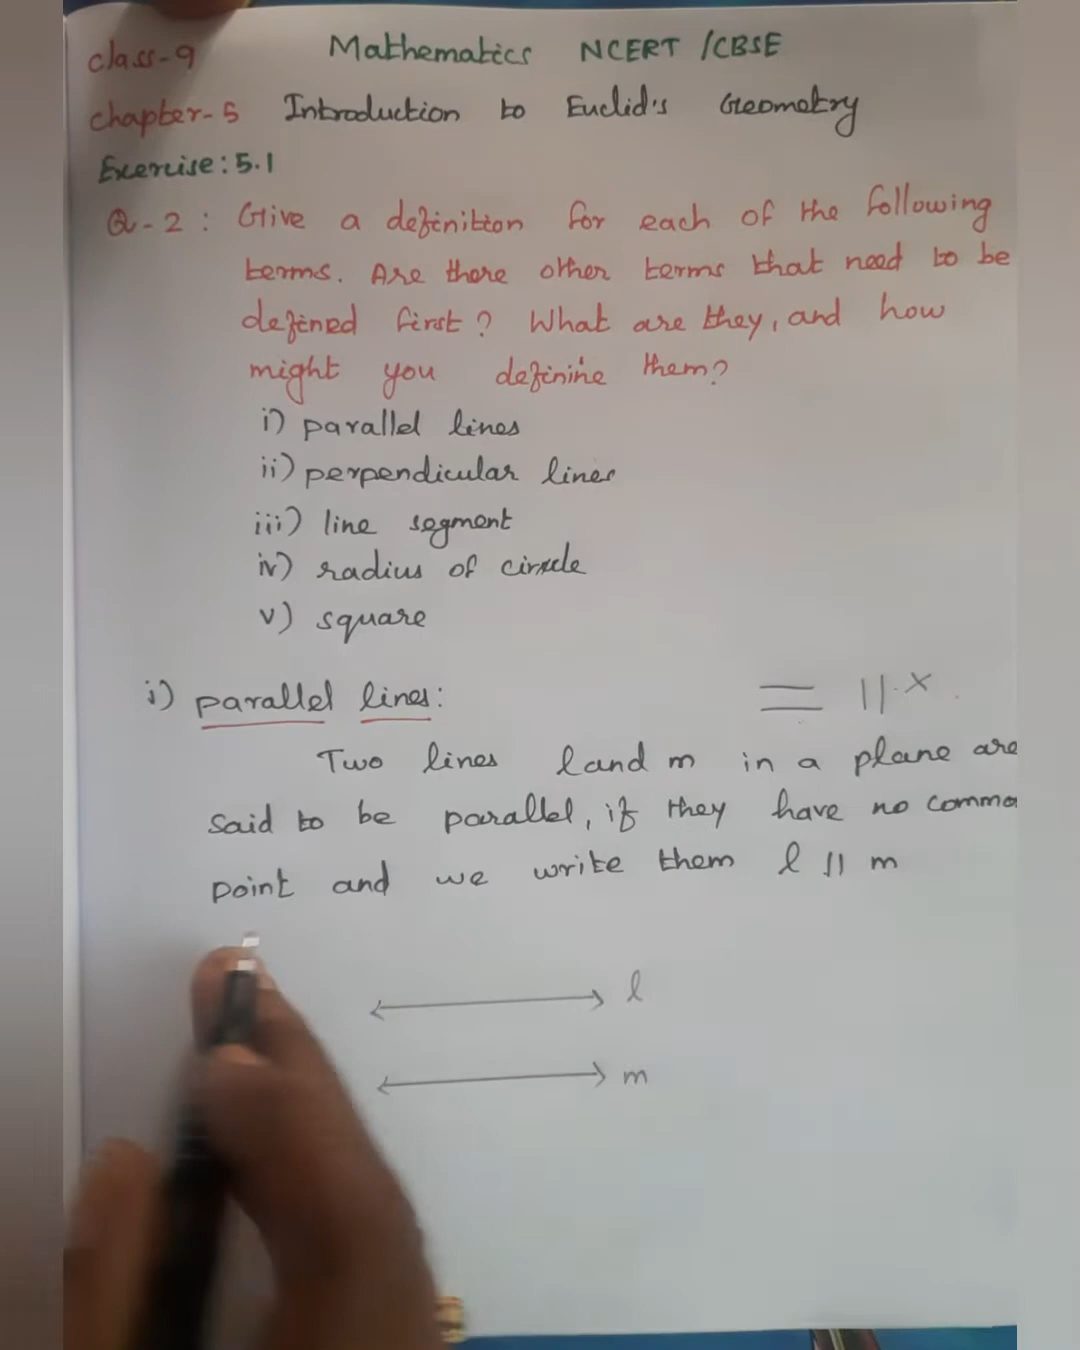 class-9 Mathematics NCERT /CBSE
chapter-5 Introduction to Euclid's Geometry
Exercise: 5.1
Q-2: Give a definition for each of the following
terms. Are there other terms that need to be
defined first? What are they, and how
might you definine them?
i) parallel lines
ii) perpendicular lines
iii) line segment
iv) radius of circle
v) square
i) parallel lines: = || x
Two lines l and m in a plane are
said to be parallel, if they have no commo
point and we write them l || m
l
m